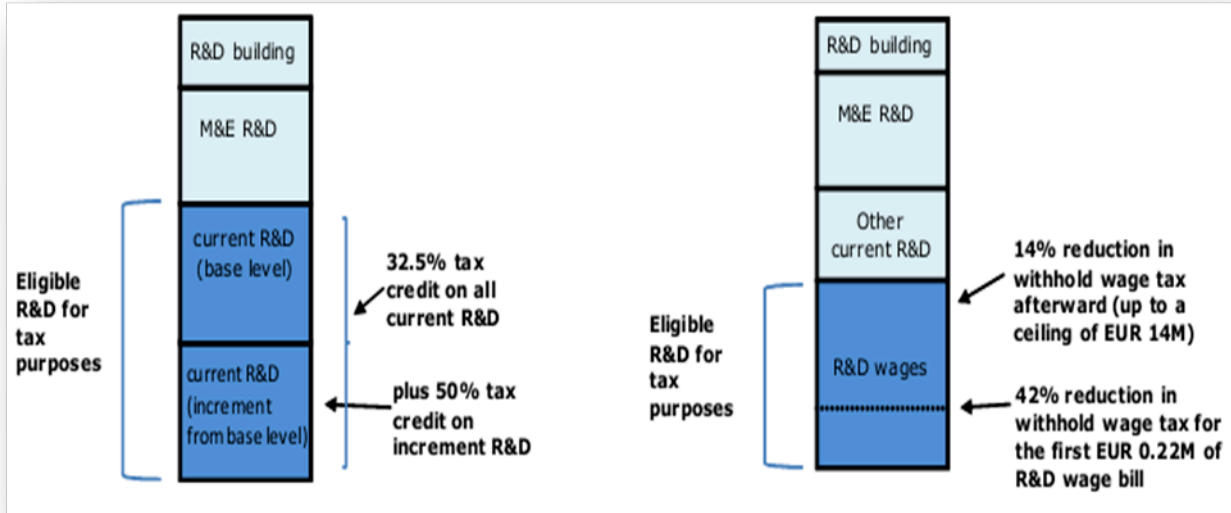 R&D building
M&E R&D
current R&D
(base level)
current R&D
(increment
from base level)
Eligible
R&D for
tax
purposes
32.5% tax
credit on all
current R&D
plus 50% tax
credit on
increment R&D
R&D building
M&E R&D
Other
current R&D
R&D wages
Eligible
R&D for
tax
purposes
14% reduction in
withhold wage tax
afterward (up to a
ceiling of EUR 14M)
42% reduction in
withhold wage tax for
the first EUR 0.22M of
R&D wage bill